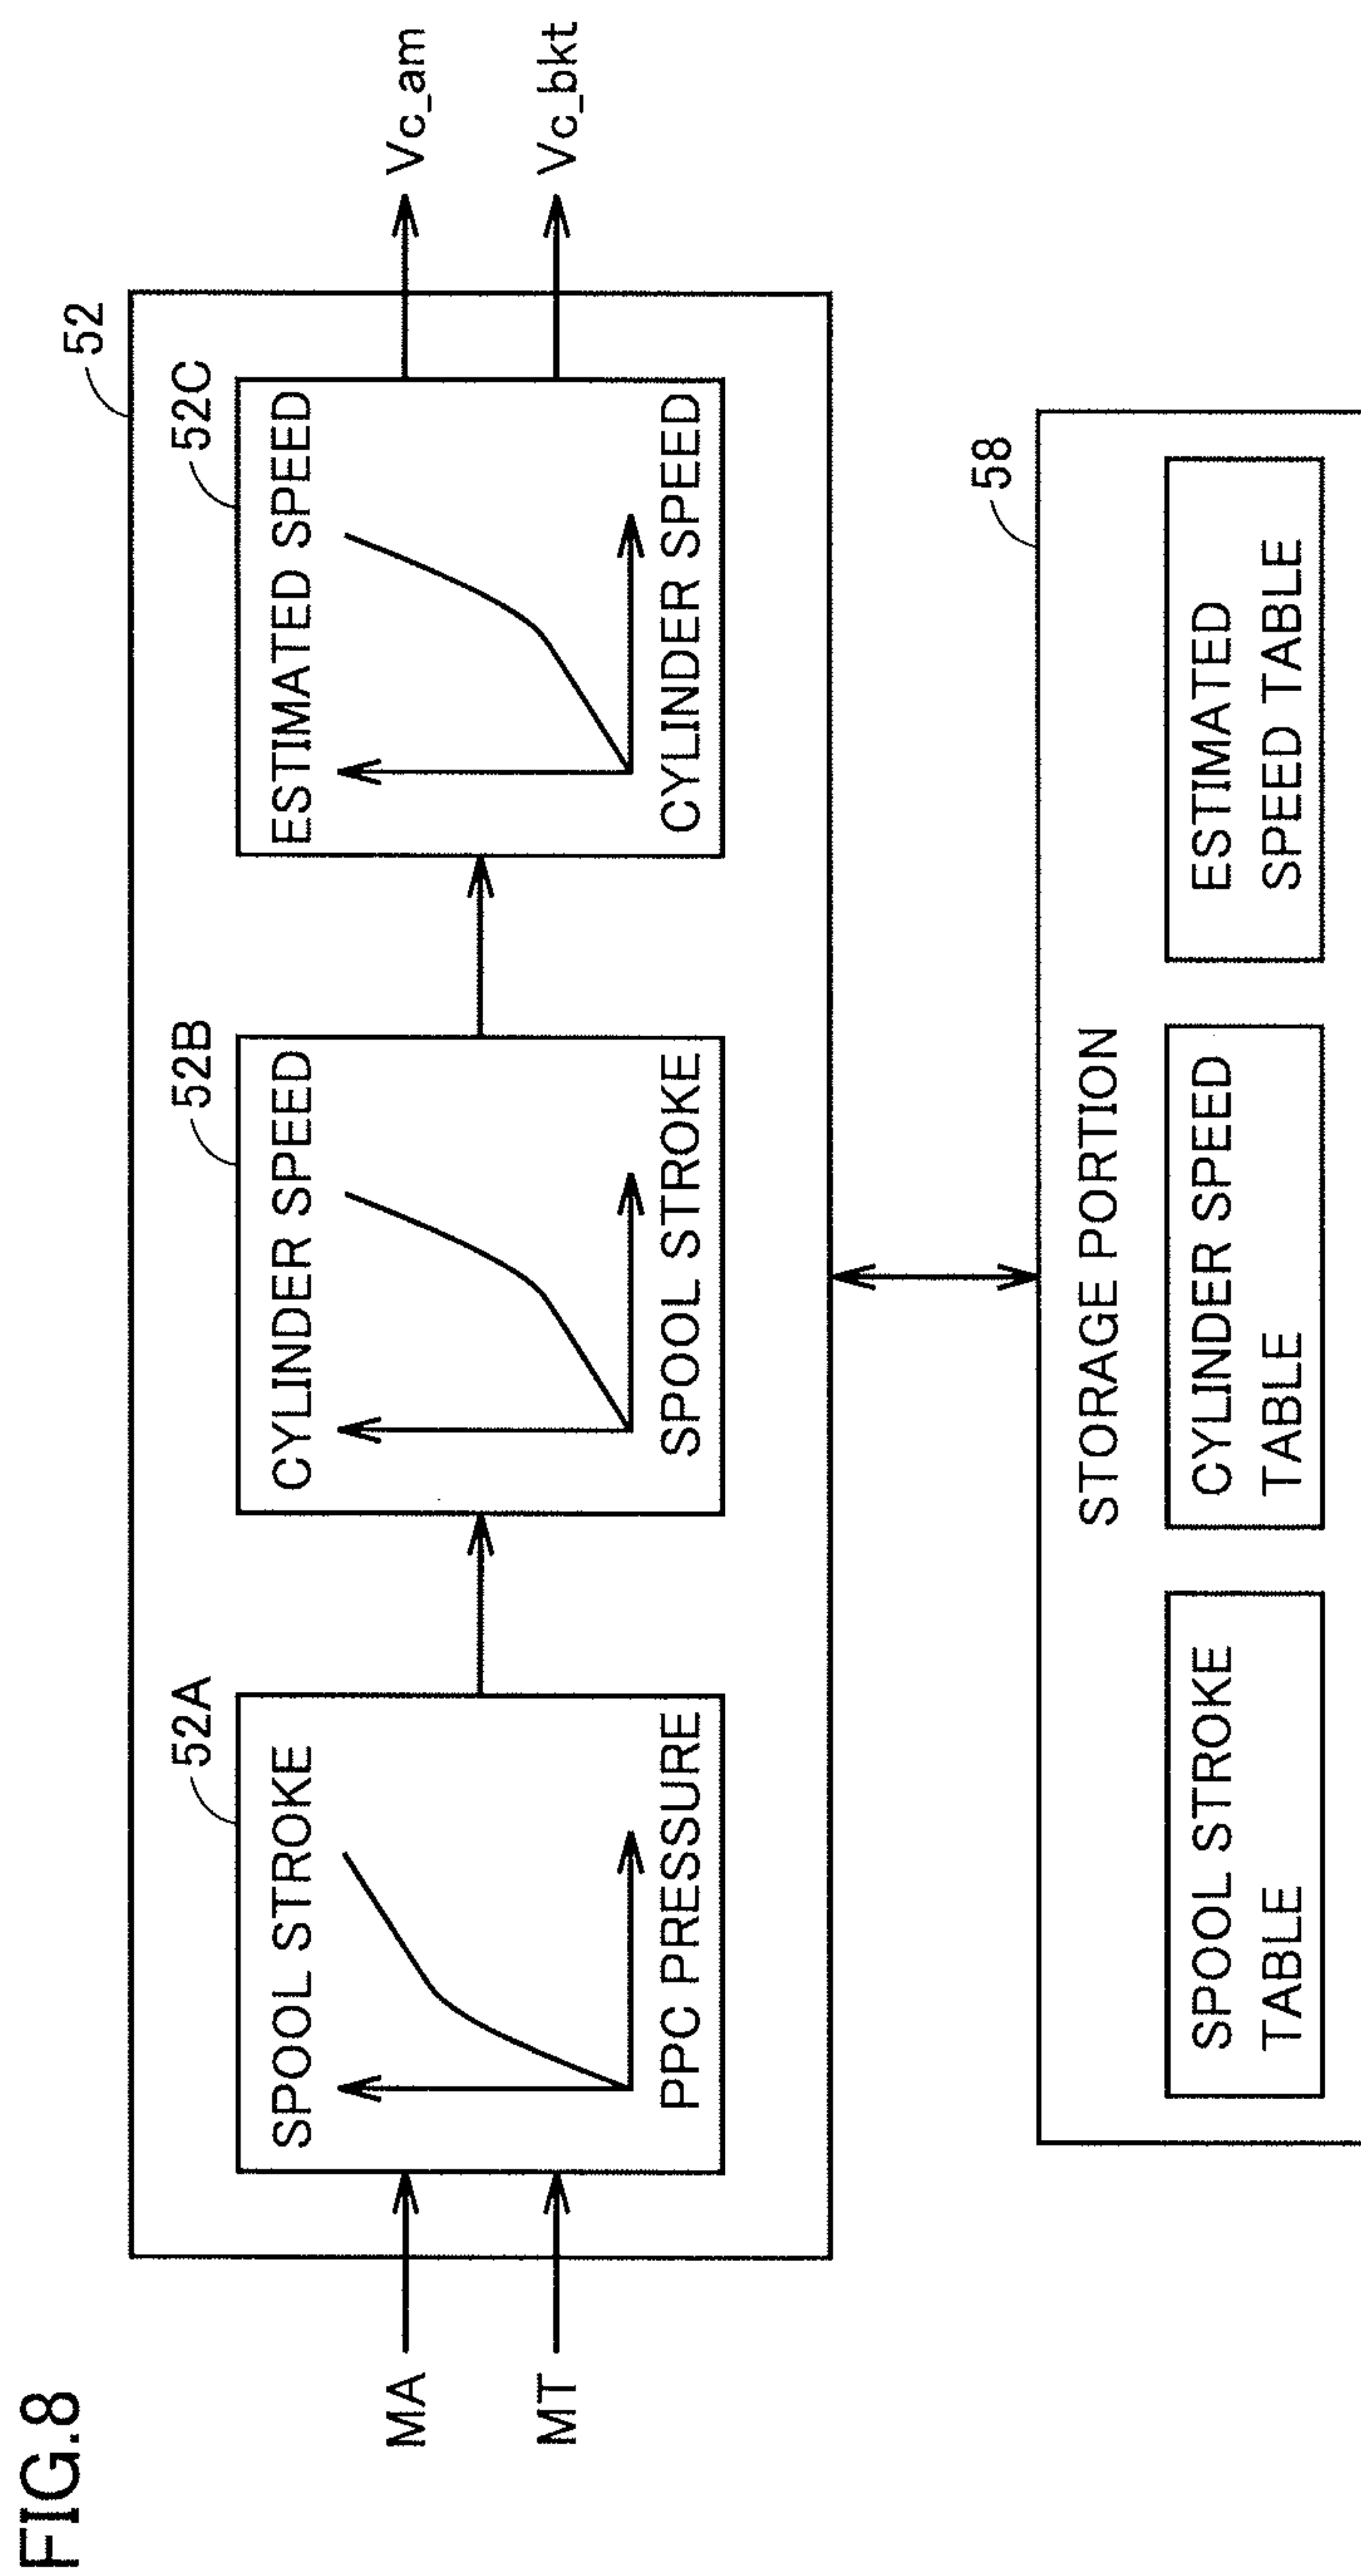 FIG.8
52
52A
SPOOL STROKE
PPC PRESSURE
52B
CYLINDER SPEED
SPOOL STROKE
52C
ESTIMATED SPEED
CYLINDER SPEED
MA
MT
Vc_am
Vc_bkt
58
STORAGE PORTION
SPOOL STROKE
TABLE
CYLINDER SPEED
TABLE
ESTIMATED
SPEED TABLE